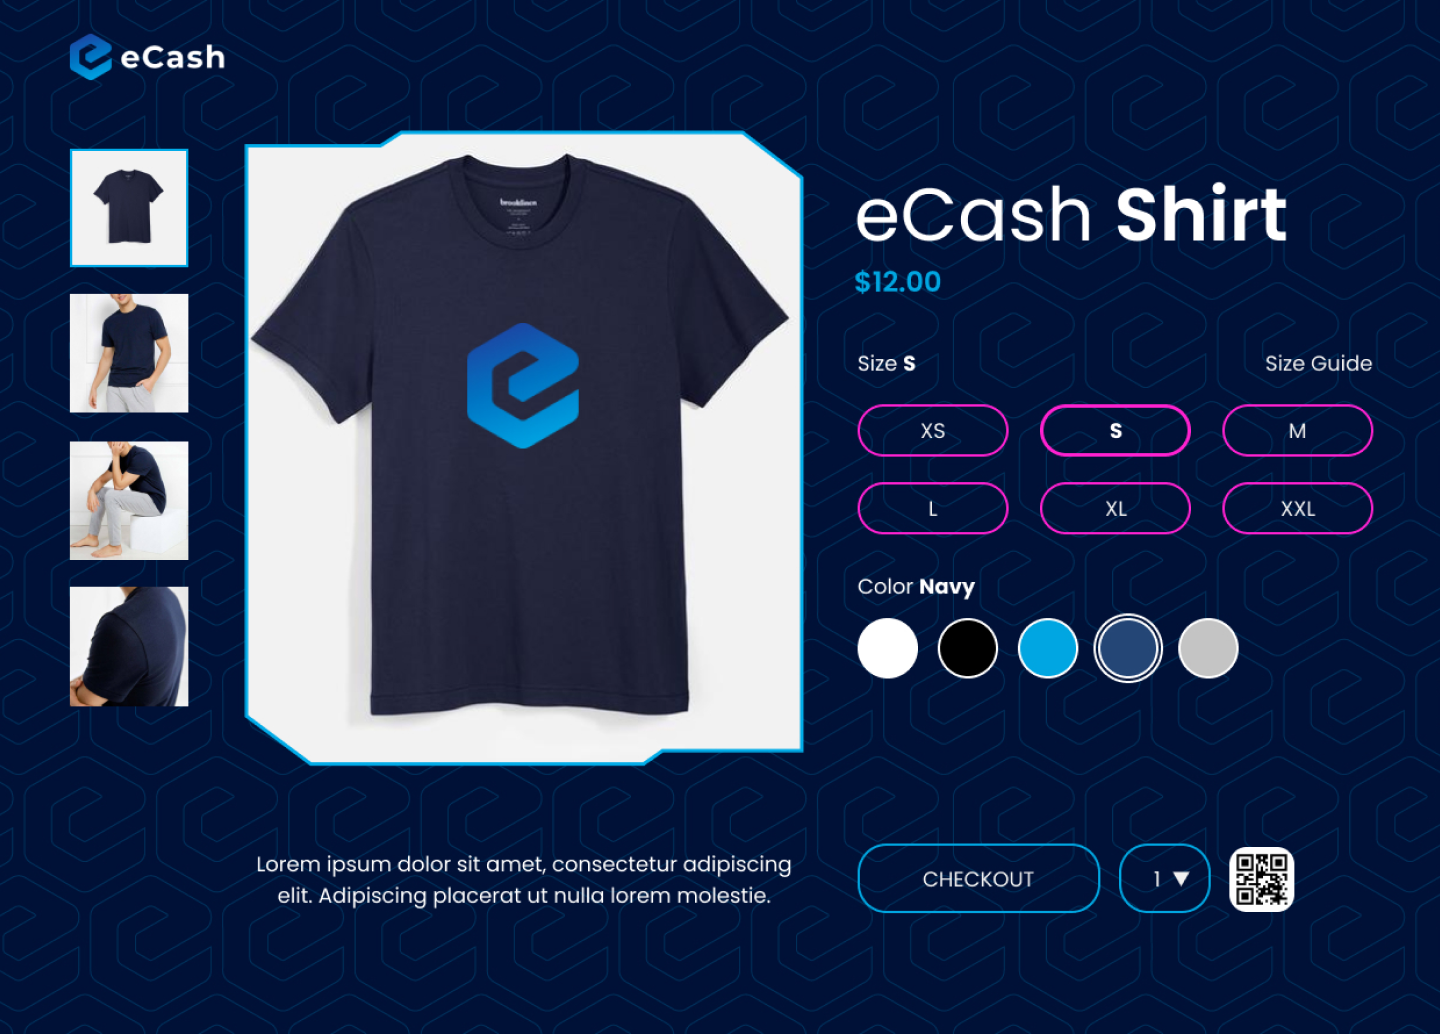 eCash
brooklinen
eCash Shirt
$12.00
Size S
Size Guide
XS
S
M
L
XL
XXL
Color Navy
Lorem ipsum dolor sit amet, consectetur adipiscing
elit. Adipiscing placerat ut nulla lorem molestie.
CHECKOUT
1